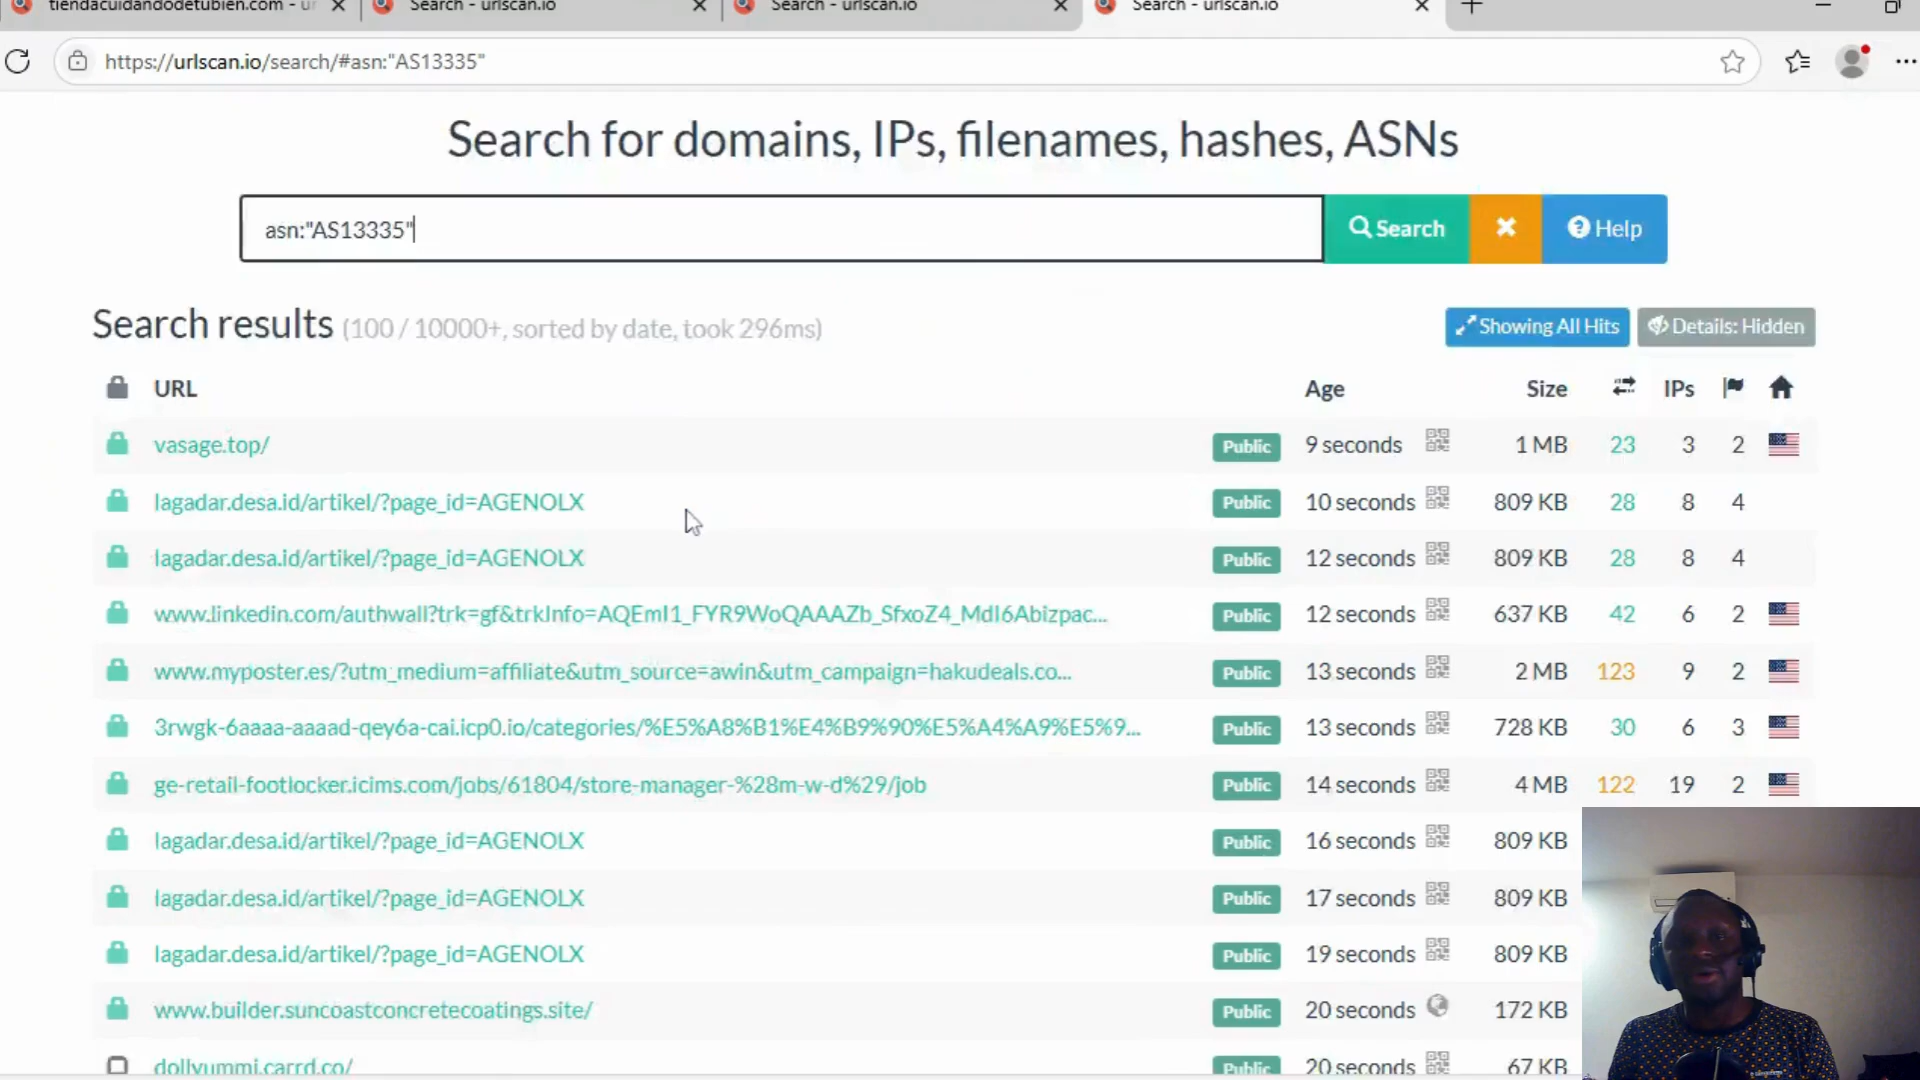 tiendacuidandodetubien.com - ur
Search - urlscan.io
Search - urlscan.io
Search - urlscan.io
https://urlscan.io/search/#asn:"AS13335"
Search for domains, IPs, filenames, hashes, ASNs
asn:"AS13335"
Search
Help
Search results (100 / 10000+, sorted by date, took 296ms)
Showing All Hits
Details: Hidden
URL Age Size IPs
vasage.top/ Public 9 seconds 1 MB 23 3 2
lagadar.desa.id/artikel/?page_id=AGENOLX Public 10 seconds 809 KB 28 8 4
lagadar.desa.id/artikel/?page_id=AGENOLX Public 12 seconds 809 KB 28 8 4
www.linkedin.com/authwall?trk=gf&trkInfo=AQEmI1_FYR9WoQAAAZb_SfxoZ4_MdI6Abizpac... Public 12 seconds 637 KB 42 6 2
www.myposter.es/?utm_medium=affiliate&utm_source=awin&utm_campaign=hakudeals.co... Public 13 seconds 2 MB 123 9 2
3rwgk-6aaaa-aaaad-qey6a-cai.icp0.io/categories/%E5%A8%B1%E4%B9%90%E5%A4%A9%E5%9... Public 13 seconds 728 KB 30 6 3
ge-retail-footlocker.icims.com/jobs/61804/store-manager-%28m-w-d%29/job Public 14 seconds 4 MB 122 19 2
lagadar.desa.id/artikel/?page_id=AGENOLX Public 16 seconds 809 KB
lagadar.desa.id/artikel/?page_id=AGENOLX Public 17 seconds 809 KB
lagadar.desa.id/artikel/?page_id=AGENOLX Public 19 seconds 809 KB
www.builder.suncoastconcretecoatings.site/ Public 20 seconds 172 KB
dollyummi.carrd.co/ Public 20 seconds 67 KB